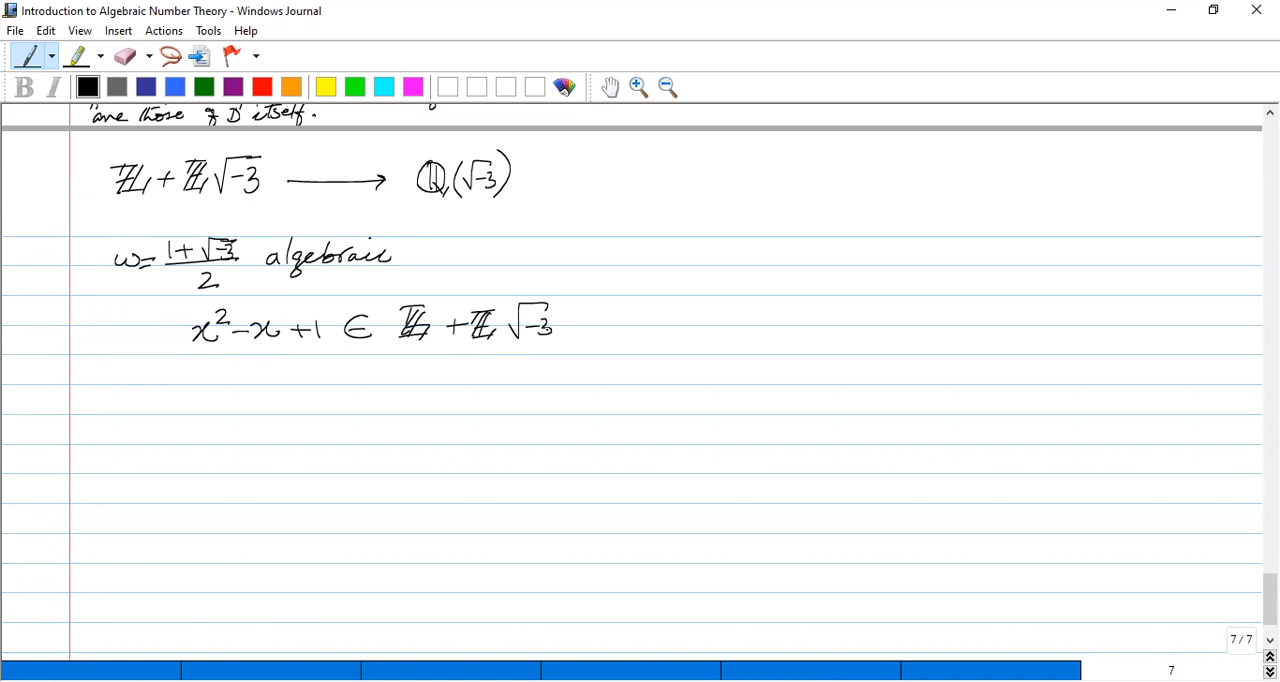 Introduction to Algebraic Number Theory - Windows Journal
File Edit View Insert Actions Tools Help
B I
"are those of D itself.
ℤ + ℤ√-3 ⟶ ℚ(√-3)
ω = (1+√-3)/2 algebraic
x² - x + 1 ∈ ℤ + ℤ√-3
7 / 7
7